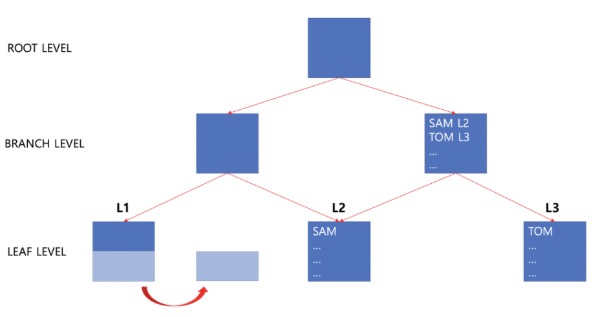 ROOT LEVEL
BRANCH LEVEL
SAM L2
TOM L3
...
...
L1
L2
L3
LEAF LEVEL
SAM
...
...
...
TOM
...
...
...